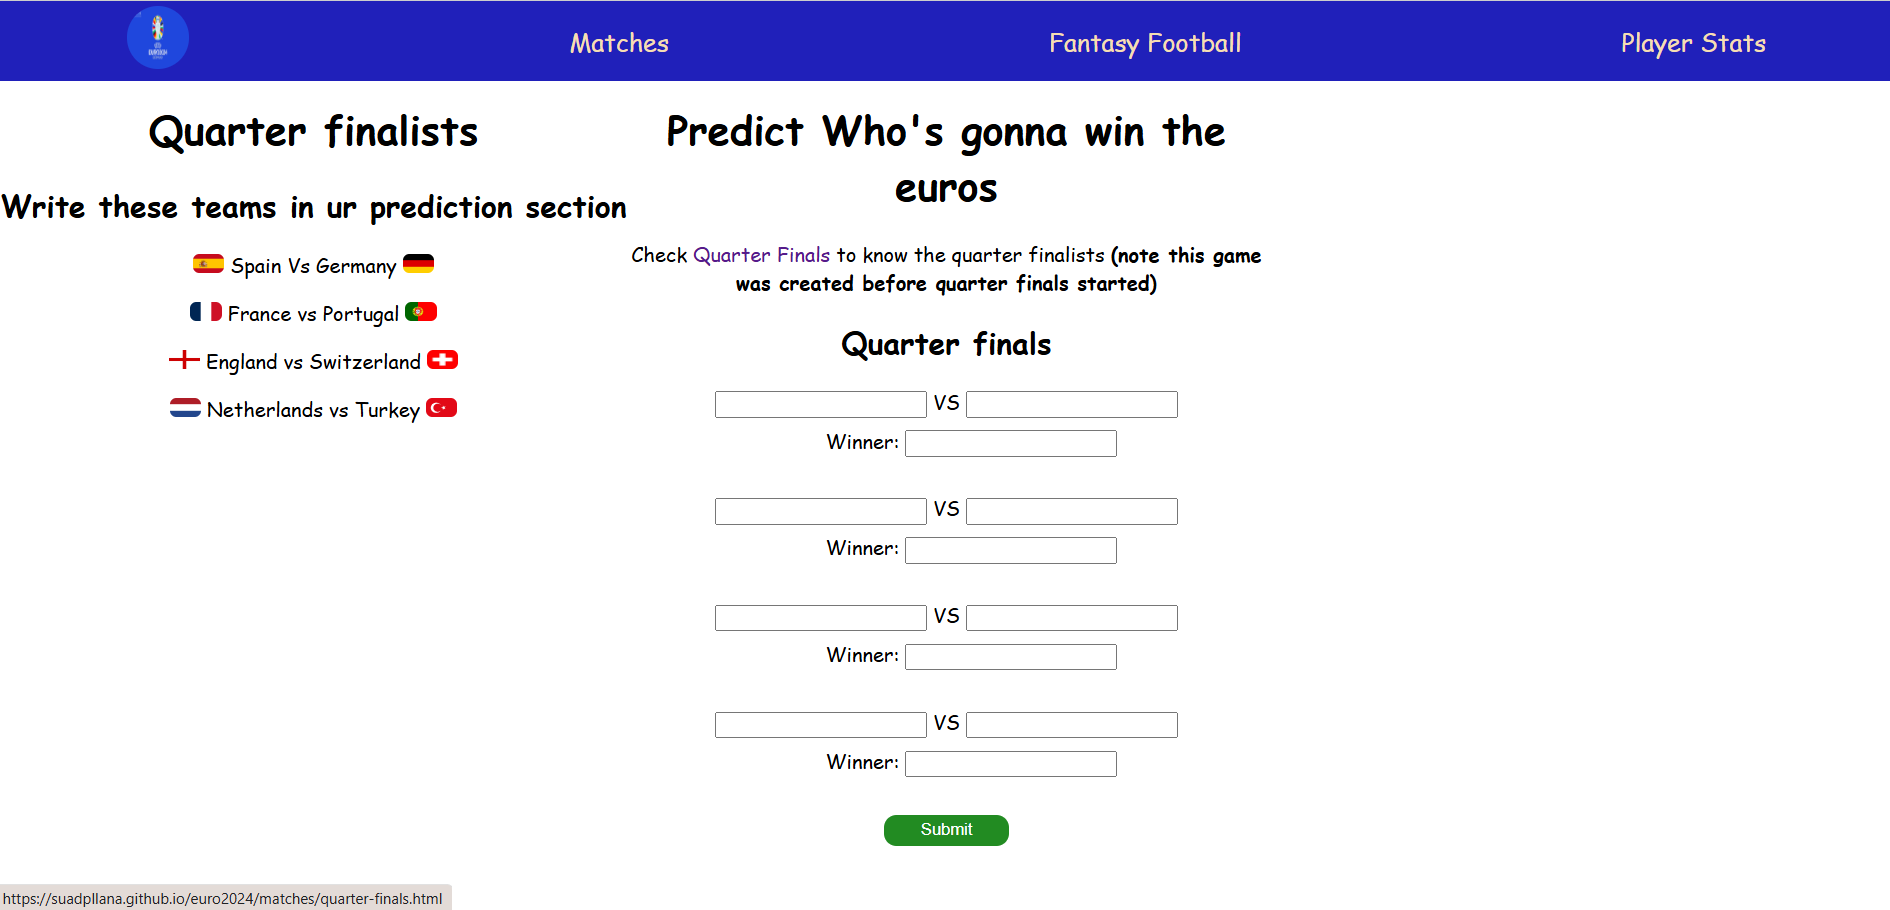 Matches
Fantasy Football
Player Stats
Quarter finalists
Write these teams in ur prediction section
Spain Vs Germany
France vs Portugal
England vs Switzerland
Netherlands vs Turkey
Predict Who's gonna win the
euros
Check Quarter Finals to know the quarter finalists (note this game
was created before quarter finals started)
Quarter finals
VS
Winner:
VS
Winner:
VS
Winner:
VS
Winner:
Submit
https://suadpllana.github.io/euro2024/matches/quarter-finals.html